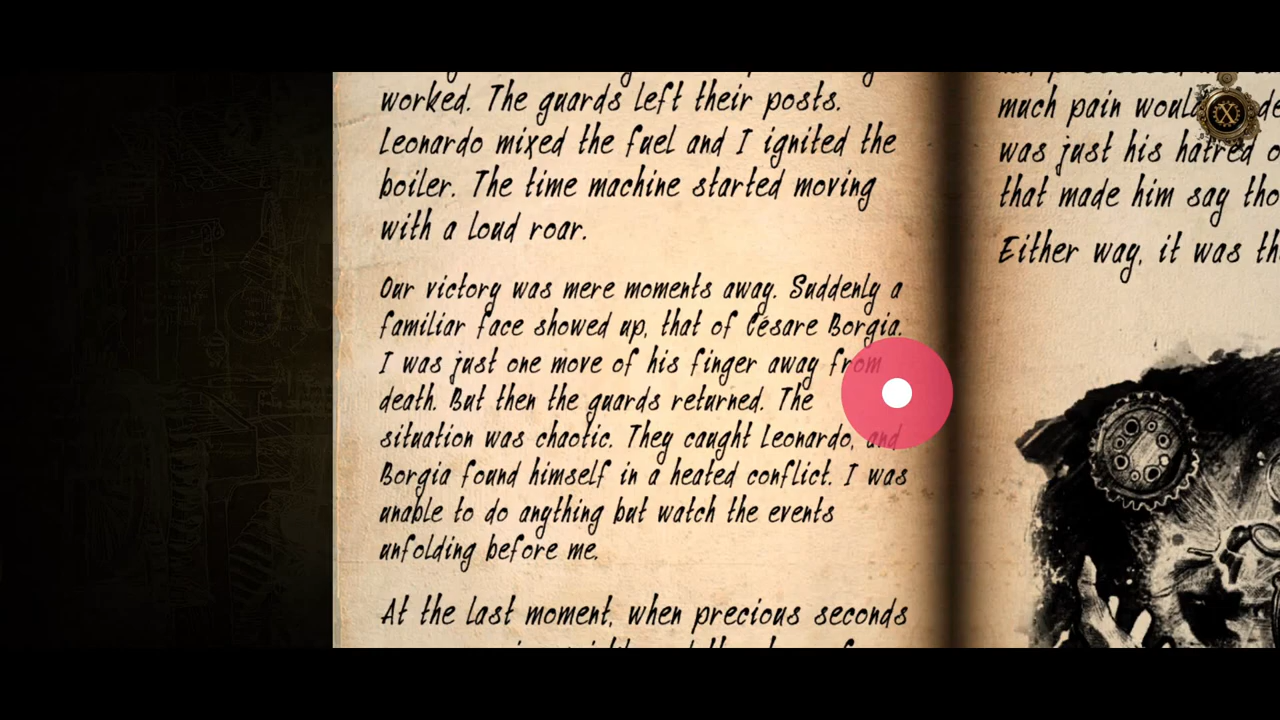 worked. The guards left their posts.
Leonardo mixed the fuel and I ignited the
boiler. The time machine started moving
with a loud roar.
Our victory was mere moments away. Suddenly a
familiar face showed up, that of Césare Borgia.
I was just one move of his finger away from
death. But then the guards returned. The
situation was chaotic. They caught Leonardo, and
Borgia found himself in a heated conflict. I was
unable to do anything but watch the events
unfolding before me.
At the last moment, when precious seconds
much pain would
was just his hatred
that made him say
Either way, it was
X